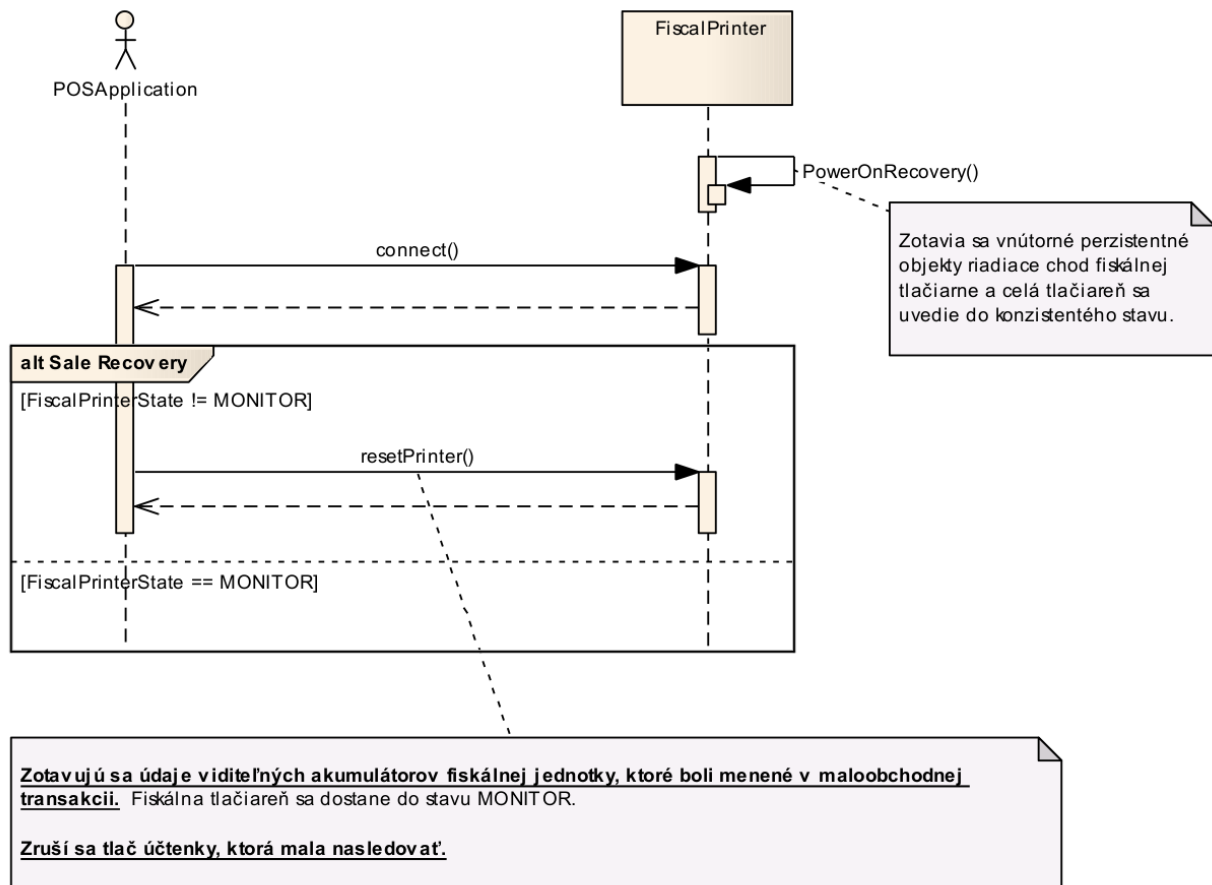 POSApplication
FiscalPrinter
PowerOnRecovery()
Zotavia sa vnútorné perzistentné
objekty riadiace chod fiskálnej
tlačiarne a celá tlačiareň sa
uvedie do konzistentého stavu.
connect()
alt Sale Recovery
[FiscalPrinterState != MONITOR]
resetPrinter()
[FiscalPrinterState == MONITOR]
Zotavujú sa údaje viditeľných akumulátorov fiskálnej jednotky, ktoré boli menené v maloobchodnej
transakcii. Fiskálna tlačiareň sa dostane do stavu MONITOR.
Zruší sa tlač účtenky, ktorá mala nasledovať.